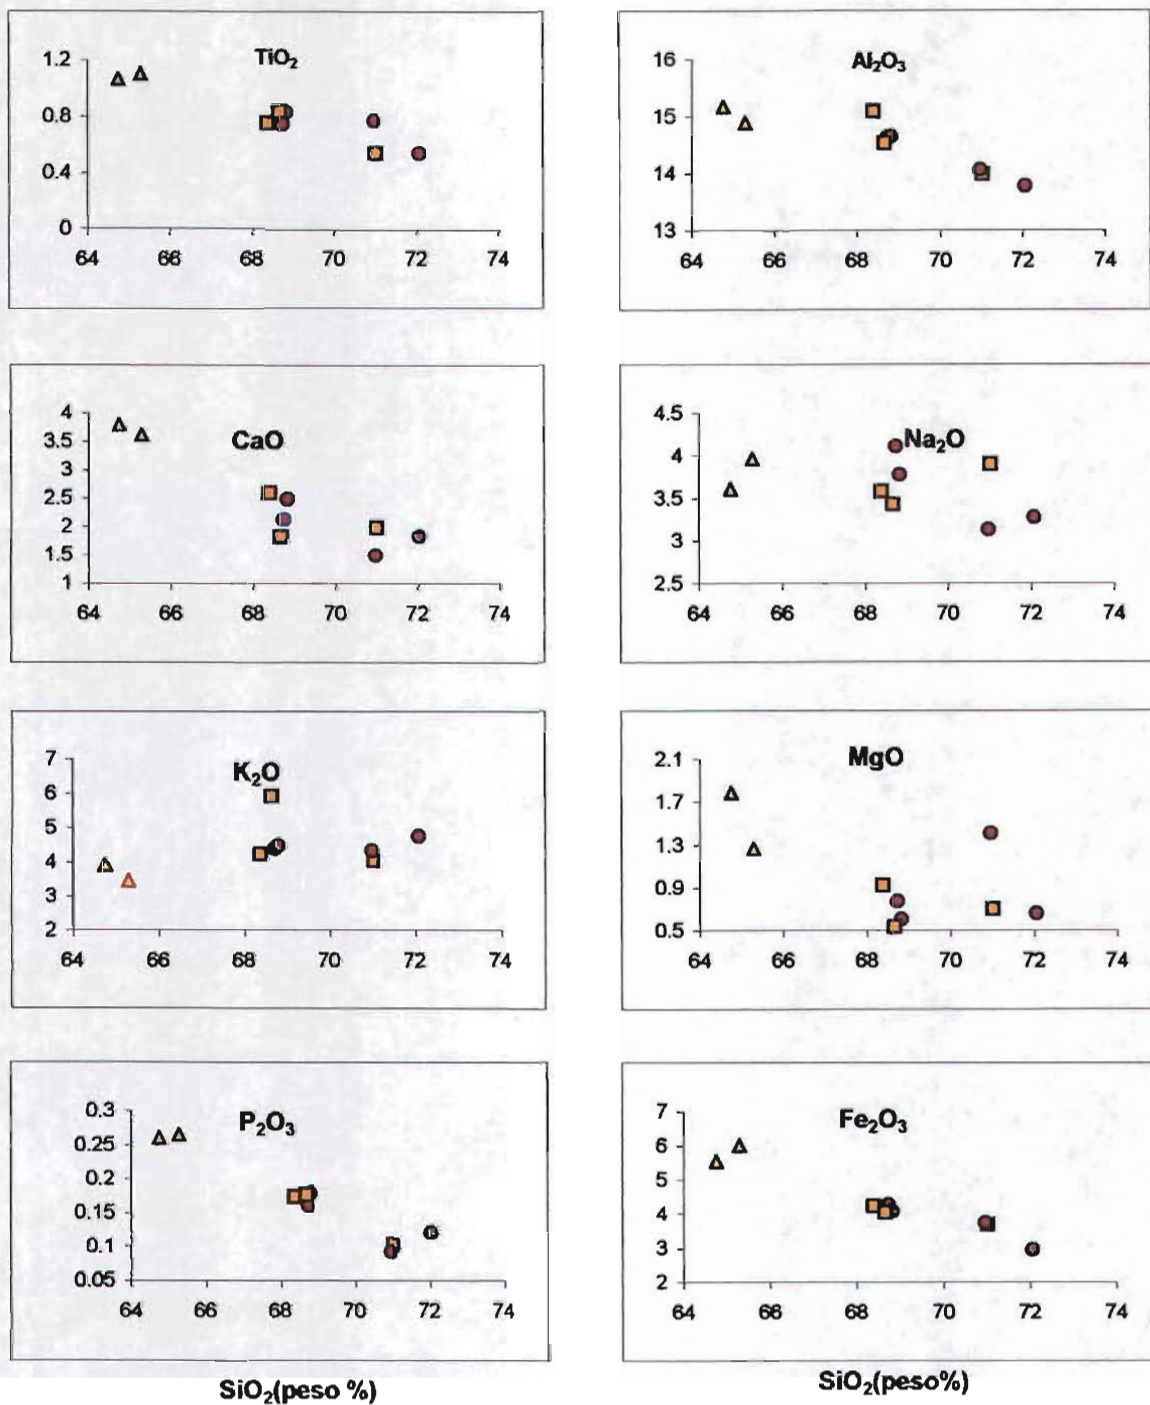 TiO₂
1.2
0.8
0.4
0
64 66 68 70 72 74
Al₂O₃
16
15
14
13
64 66 68 70 72 74
CaO
4
3.5
3
2.5
2
1.5
1
64 66 68 70 72 74
Na₂O
4.5
4
3.5
3
2.5
64 66 68 70 72 74
K₂O
7
6
5
4
3
2
64 66 68 70 72 74
MgO
2.1
1.7
1.3
0.9
0.5
64 66 68 70 72 74
P₂O₃
0.3
0.25
0.2
0.15
0.1
0.05
64 66 68 70 72 74
Fe₂O₃
7
6
5
4
3
2
64 66 68 70 72 74
SiO₂(peso %)
SiO₂(peso%)